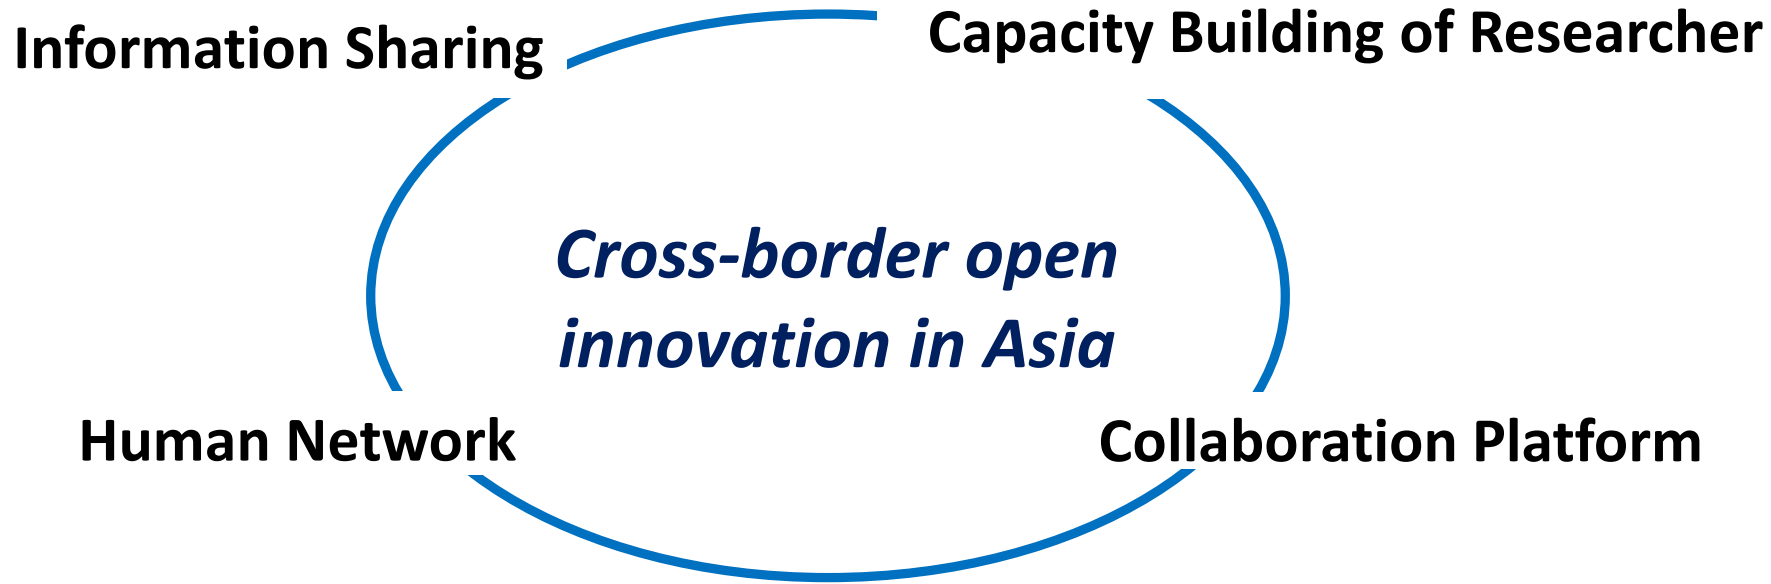 Information Sharing
Capacity Building of Researcher
Cross-border open
innovation in Asia
Human Network
Collaboration Platform